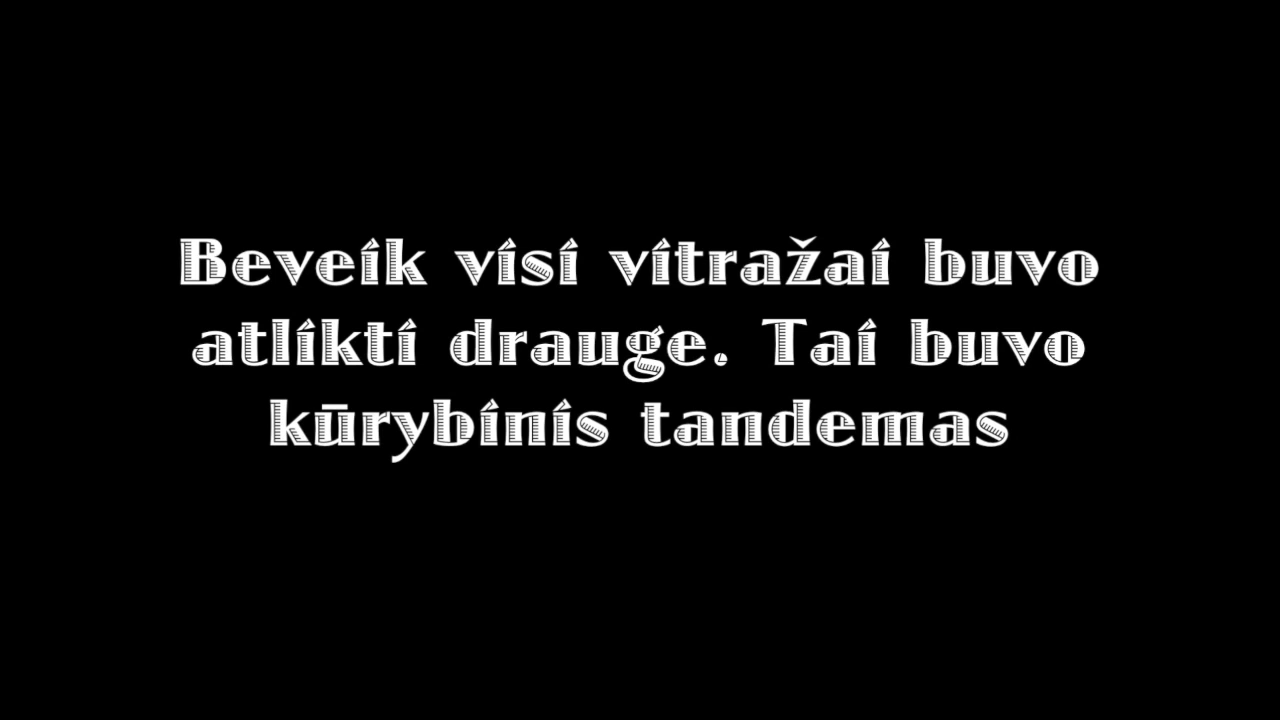 Beveik visi vitražai buvo
atlikti drauge. Tai buvo
kūrybinis tandemas